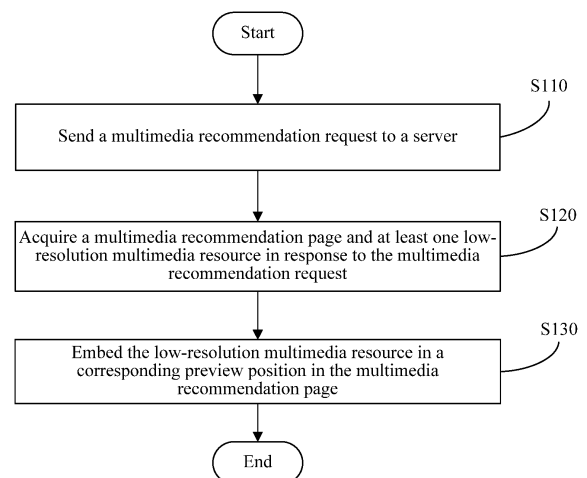 Start
S110
Send a multimedia recommendation request to a server
S120
Acquire a multimedia recommendation page and at least one low-
resolution multimedia resource in response to the multimedia
recommendation request
S130
Embed the low-resolution multimedia resource in a
corresponding preview position in the multimedia
recommendation page
End